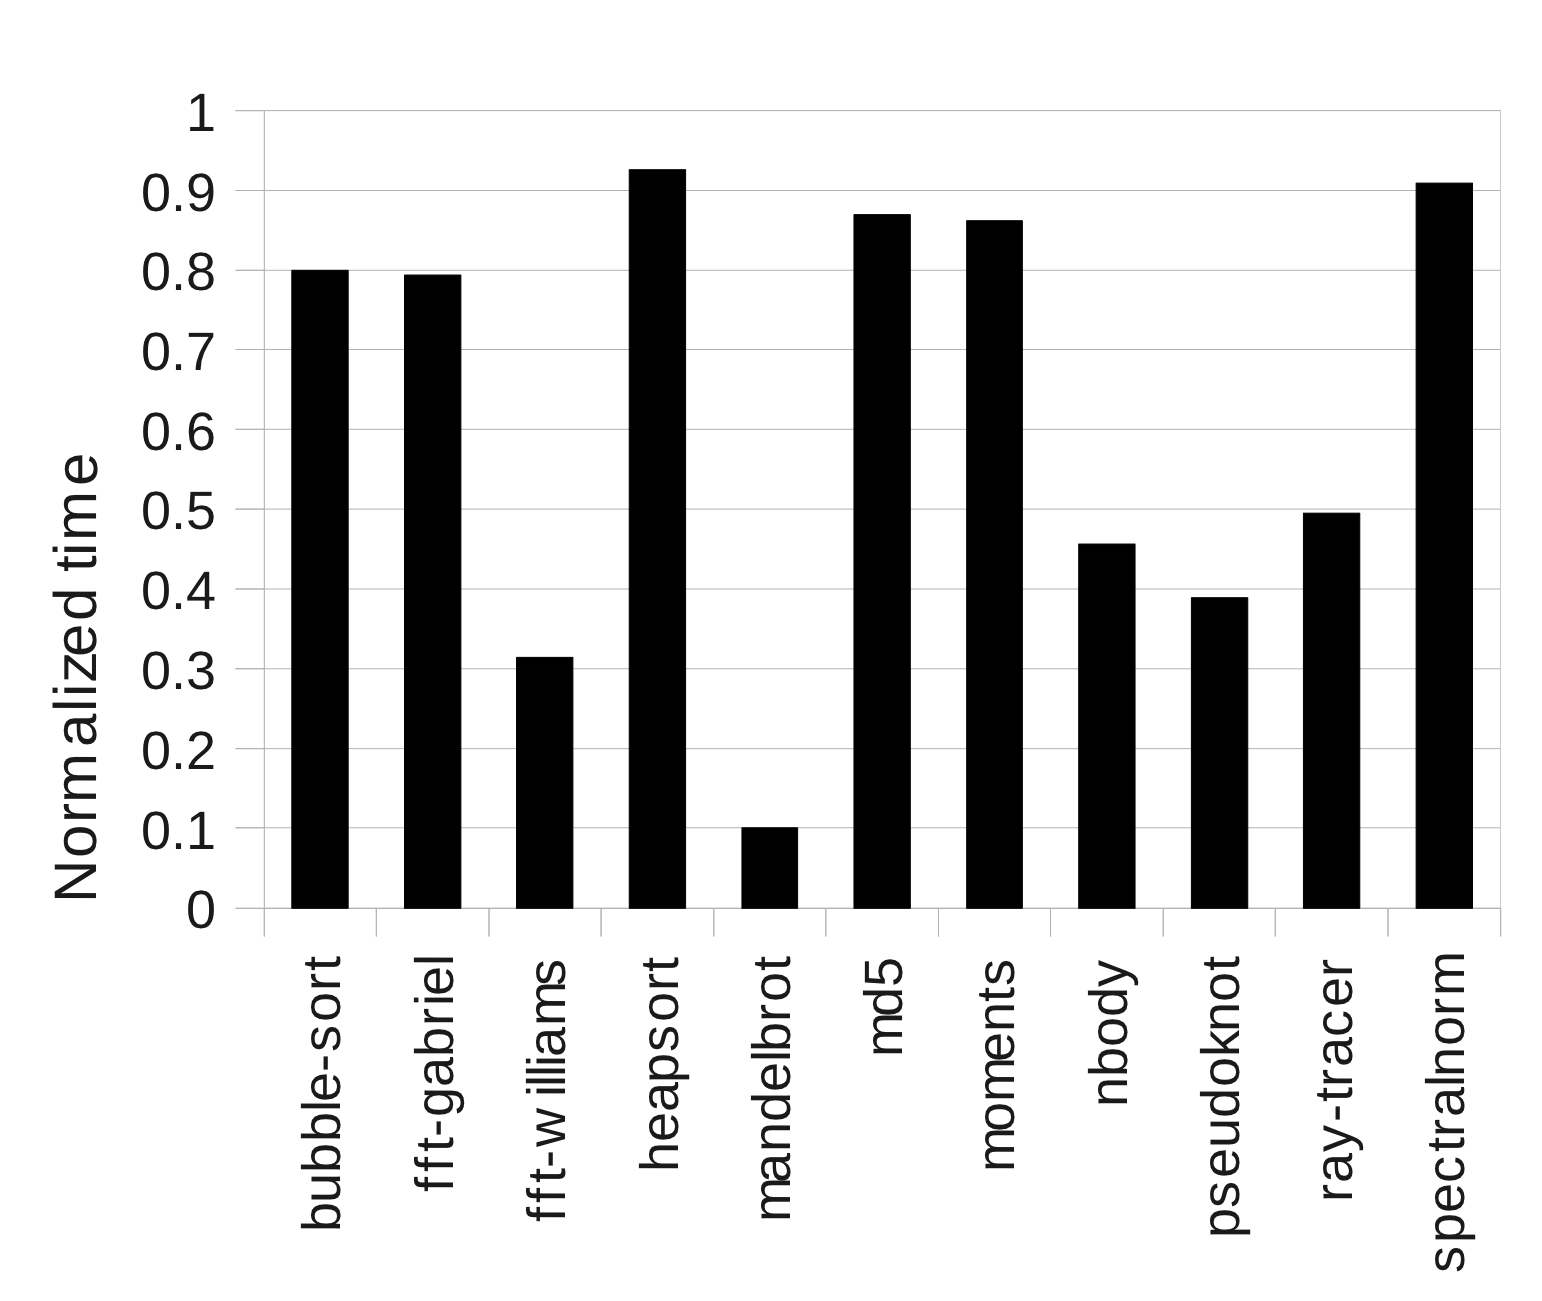 1
0.9
0.8
0.7
0.6
0.5
0.4
0.3
0.2
0.1
0
Normalized time
bubble-sort
fft-gabriel
fft-williams
heapsort
mandelbrot
md5
moments
nbody
pseudoknot
ray-tracer
spectralnorm